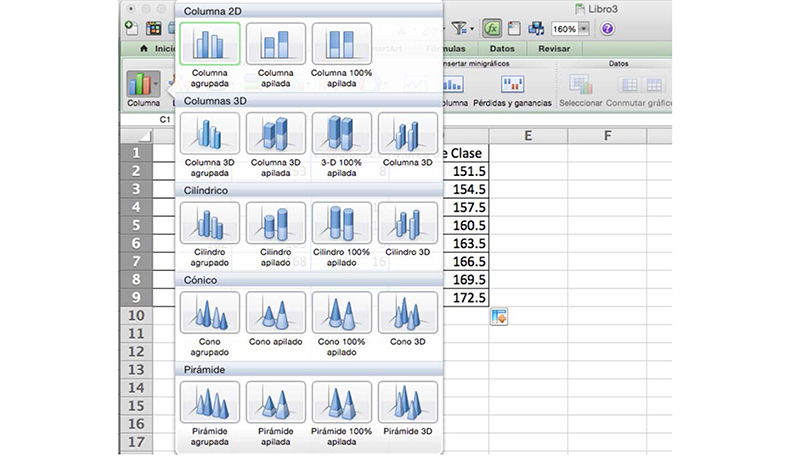 Columna 2D
Libro3
fx
160%
?
Inicio
Fórmulas
Datos
Revisar
Insertar minigráficos
Datos
Columna
Columna
agrupada
Columna
apilada
Columna 100%
apilada
Pérdidas y ganancias
Seleccionar
Conmutar gráfico
C1
Columnas 3D
Columna 3D
agrupada
Columna 3D
apilada
3-D 100%
apilada
Columna 3D
Cilíndrico
Cilindro
agrupado
Cilindro
apilado
Cilindro 100%
apilado
Cilindro 3D
Cónico
Cono
agrupado
Cono apilado
Cono 100%
apilado
Cono 3D
Pirámide
Pirámide
agrupada
Pirámide
apilada
Pirámide 100%
apilada
Pirámide 3D
E F
1 e Clase
2 151.5
3 154.5
4 157.5
5 160.5
6 163.5
7 166.5
8 169.5
9 172.5
10
11
12
13
14
15
16
17